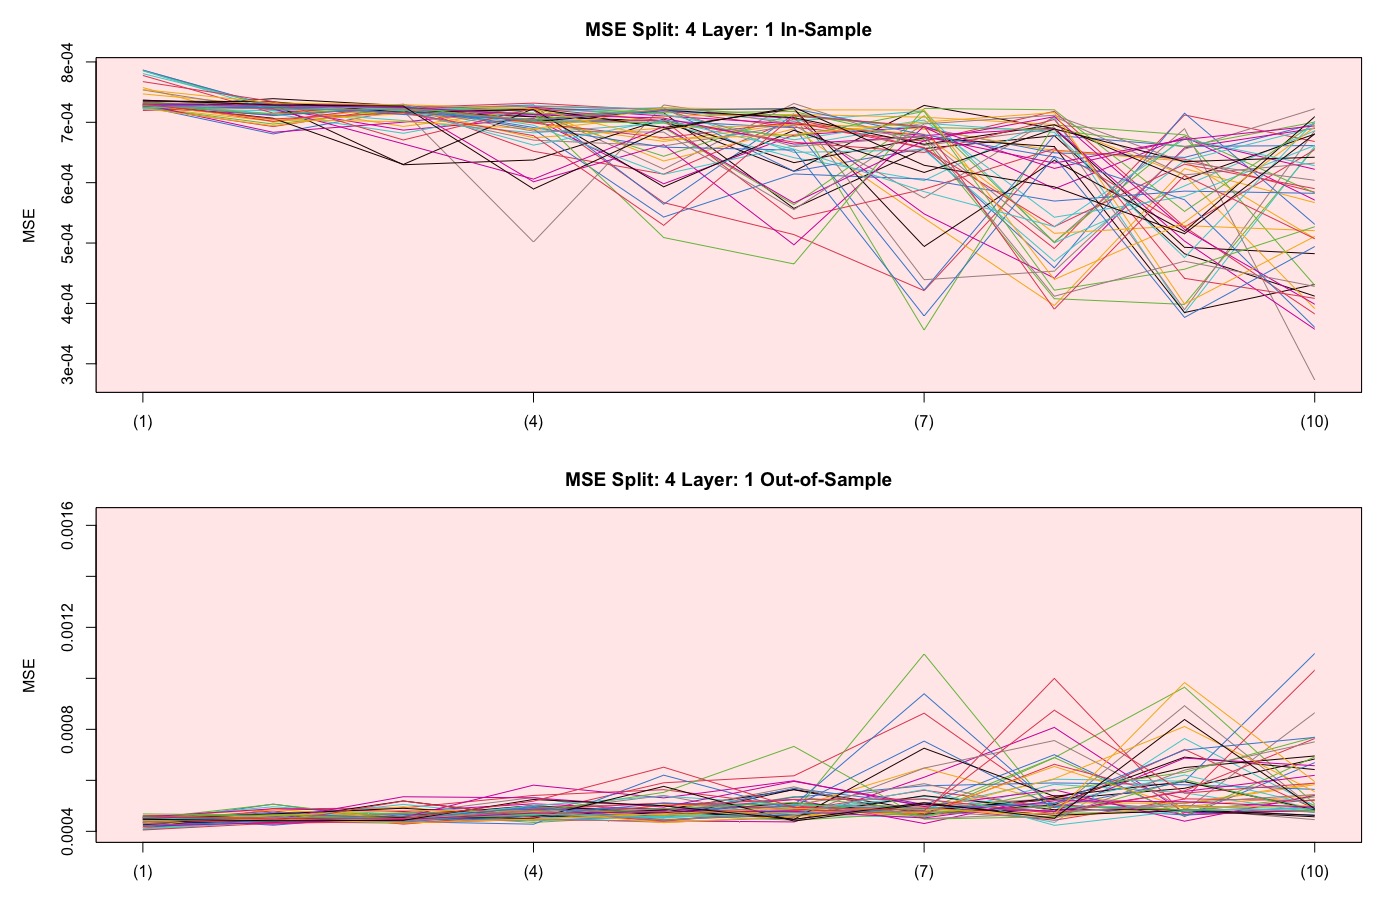 MSE Split: 4 Layer: 1 In-Sample
MSE
8e-04
7e-04
6e-04
5e-04
4e-04
3e-04
(1)
(4)
(7)
(10)
MSE Split: 4 Layer: 1 Out-of-Sample
MSE
0.0016
0.0012
0.0008
0.0004
(1)
(4)
(7)
(10)